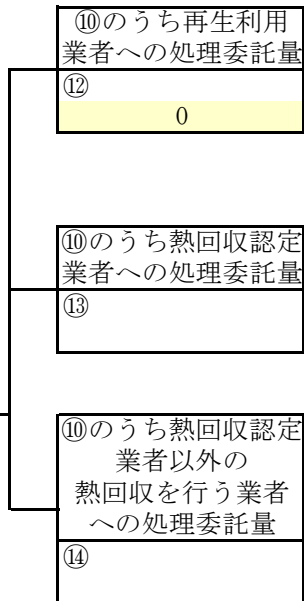 ⑩のうち再生利用
業者への処理委託量
⑫
0
⑩のうち熱回収認定
業者への処理委託量
⑬
⑩のうち熱回収認定
業者以外の
熱回収を行う業者
への処理委託量
⑭